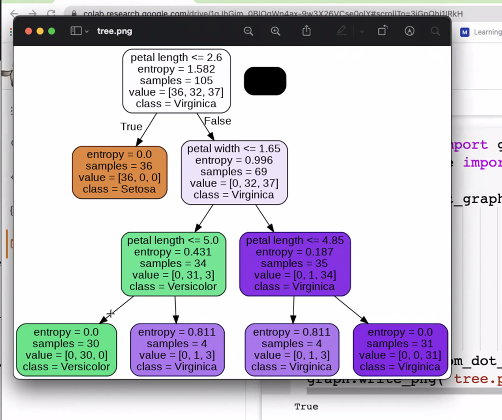 colab.research.google.com/drive/1
Learning
tree.png
petal length <= 2.6
entropy = 1.582
samples = 105
value = [36, 32, 37]
class = Virginica
True
False
entropy = 0.0
samples = 36
value = [36, 0, 0]
class = Setosa
petal width <= 1.65
entropy = 0.996
samples = 69
value = [0, 32, 37]
class = Virginica
petal length <= 5.0
entropy = 0.431
samples = 34
value = [0, 31, 3]
class = Versicolor
petal length <= 4.85
entropy = 0.187
samples = 35
value = [0, 1, 34]
class = Virginica
entropy = 0.0
samples = 30
value = [0, 30, 0]
class = Versicolor
entropy = 0.811
samples = 4
value = [0, 1, 3]
class = Virginica
entropy = 0.811
samples = 4
value = [0, 1, 3]
class = Virginica
entropy = 0.0
samples = 31
value = [0, 0, 31]
class = Virginica
port g
e impor
t_graph
om_dot_
graph.write_png('tree.p
True